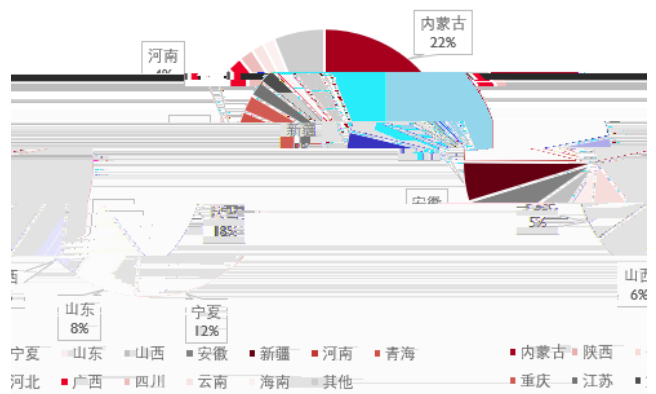 内蒙古
22%
河南
新疆
安徽
18%
5%
山西
6%
山东
8%
宁夏
12%
宁夏 山东 山西 安徽 新疆 河南 青海 内蒙古 陕西
河北 广西 四川 云南 海南 其他 重庆 江苏